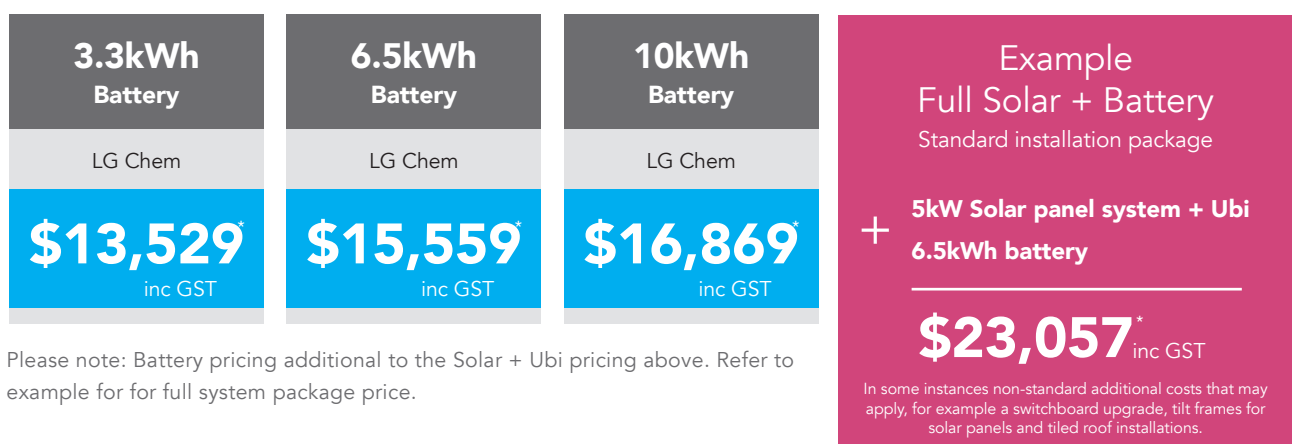 3.3kWh
Battery
LG Chem
$13,529*
inc GST
6.5kWh
Battery
LG Chem
$15,559*
inc GST
10kWh
Battery
LG Chem
$16,869*
inc GST
Please note: Battery pricing additional to the Solar + Ubi pricing above. Refer to
example for for full system package price.
Example
Full Solar + Battery
Standard installation package
+
5kW Solar panel system + Ubi
6.5kWh battery
$23,057* inc GST
In some instances non-standard additional costs that may
apply, for example a switchboard upgrade, tilt frames for
solar panels and tiled roof installations.